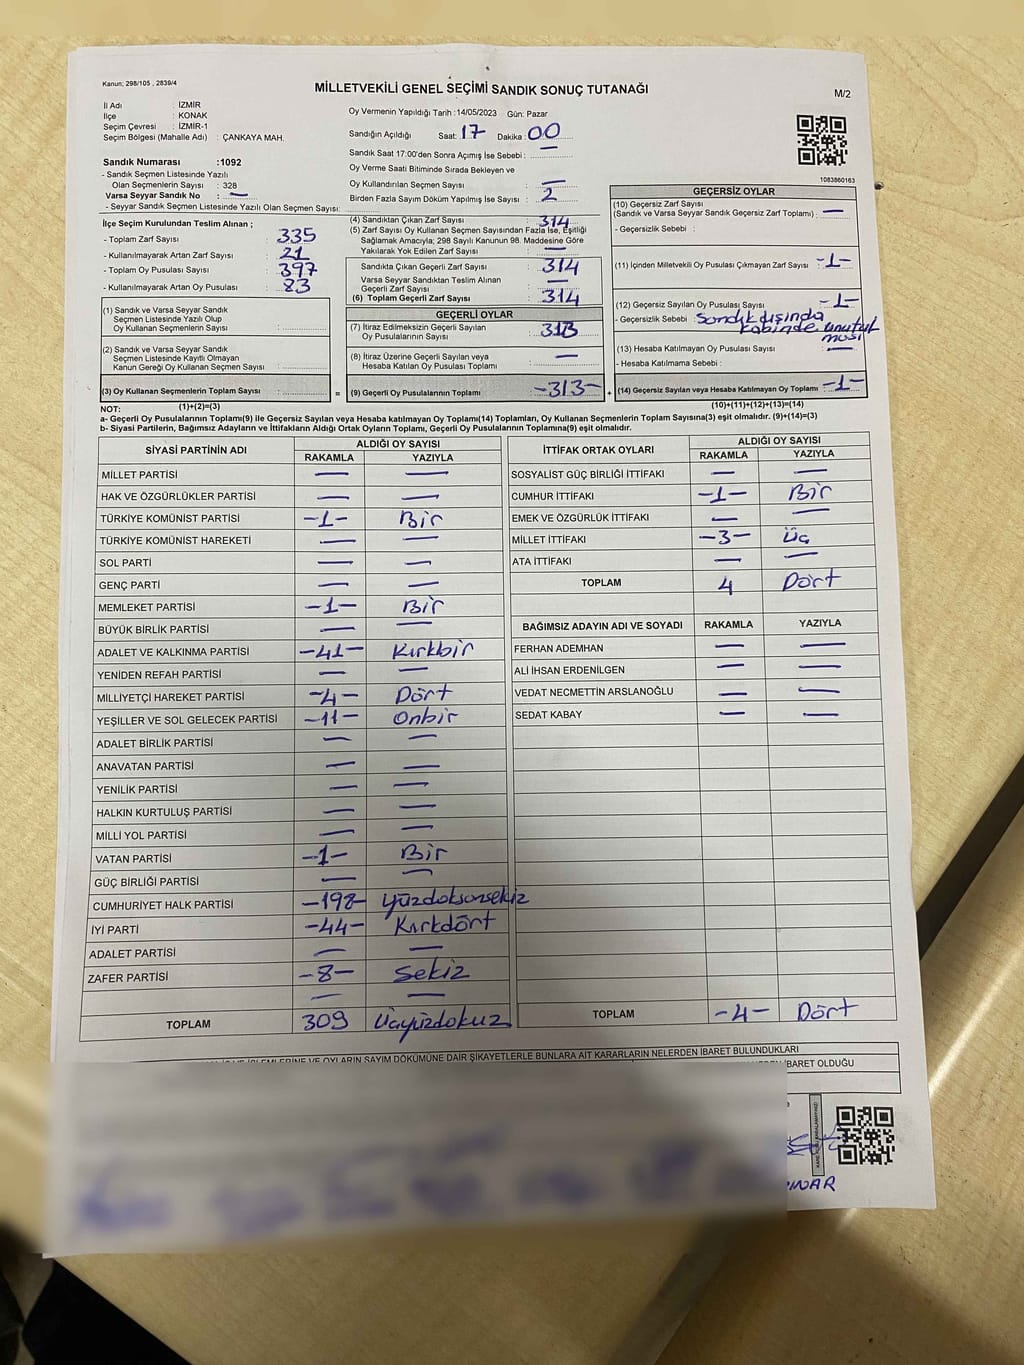 Kanun; 298/105 , 2839/4
MİLLETVEKİLİ GENEL SEÇİMİ SANDIK SONUÇ TUTANAĞI
M/2
İl Adı : İZMİR
İlçe : KONAK
Seçim Çevresi : İZMİR-1
Seçim Bölgesi (Mahalle Adı) : ÇANKAYA MAH.
Sandık Numarası :1092
- Sandık Seçmen Listesinde Yazılı
Olan Seçmenlerin Sayısı : 328
Varsa Seyyar Sandık No : —
- Seyyar Sandık Seçmen Listesinde Yazılı Olan Seçmen Sayısı:
Oy Vermenin Yapıldığı Tarih :14/05/2023 Gün: Pazar
Sandığın Açıldığı Saat: 17 Dakika: 00
Sandık Saat 17:00'den Sonra Açımış İse Sebebi : —
Oy Verme Saati Bitiminde Sırada Bekleyen ve
Oy Kullandırılan Seçmen Sayısı —
Birden Fazla Sayım Döküm Yapılmış İse Sayısı : 2
1083860163
İlçe Seçim Kurulundan Teslim Alınan ;
- Toplam Zarf Sayısı : 335
- Kullanılmayarak Artan Zarf Sayısı : 21
- Toplam Oy Pusulası Sayısı : 397
- Kullanılmayarak Artan Oy Pusulası : 83
(1) Sandık ve Varsa Seyyar Sandık
Seçmen Listesinde Yazılı Olup
Oy Kullanan Seçmenlerin Sayısı :
(2) Sandık ve Varsa Seyyar Sandık
Seçmen Listesinde Kayıtlı Olmayan
Kanun Gereği Oy Kullanan Seçmen Sayısı :
(3) Oy Kullanan Seçmenlerin Toplam Sayısı :
(1)+(2)=(3)
(4) Sandıktan Çıkan Zarf Sayısı : 314
(5) Zarf Sayısı Oy Kullanan Seçmen Sayısından Fazla İse, Eşitliği
Sağlamak Amacıyla; 298 Sayılı Kanunun 98. Maddesine Göre
Yakılarak Yok Edilen Zarf Sayısı : —
Sandıkta Çıkan Geçerli Zarf Sayısı : 314
Varsa Seyyar Sandıktan Teslim Alınan
Geçerli Zarf Sayısı : —
(6) Toplam Geçerli Zarf Sayısı : 314
GEÇERLİ OYLAR
(7) İtiraz Edilmeksizin Geçerli Sayılan
Oy Pusulalarının Sayısı : 313
(8) İtiraz Üzerine Geçerli Sayılan veya
Hesaba Katılan Oy Pusulası Toplamı : —
= (9) Geçerli Oy Pusulalarının Toplamı : -313-
GEÇERSİZ OYLAR
(10) Geçersiz Zarf Sayısı
(Sandık ve Varsa Seyyar Sandık Geçersiz Zarf Toplamı) : —
- Geçersizlik Sebebi :
(11) İçinden Milletvekili Oy Pusulası Çıkmayan Zarf Sayısı : -1-
(12) Geçersiz Sayılan Oy Pusulası Sayısı : -1-
- Geçersizlik Sebebi : Sandık dışında
kabinde unutul
muş
(13) Hesaba Katılmayan Oy Pusulası Sayısı : —
- Hesaba Katılmama Sebebi :
+ (14) Geçersiz Sayılan veya Hesaba Katılmayan Oy Toplamı : -1-
(10)+(11)+(12)+(13)=(14)
NOT:
a- Geçerli Oy Pusulalarının Toplamı(9) ile Geçersiz Sayılan veya Hesaba katılmayan Oy Toplamı(14) Toplamları, Oy Kullanan Seçmenlerin Toplam Sayısına(3) eşit olmalıdır. (9)+(14)=(3)
b- Siyasi Partilerin, Bağımsız Adayların ve İttifakların Aldığı Ortak Oyların Toplamı, Geçerli Oy Pusulalarının Toplamına(9) eşit olmalıdır.
SİYASİ PARTİNİN ADI ALDIĞI OY SAYISI
RAKAMLA YAZIYLA
MİLLET PARTİSİ — —
HAK VE ÖZGÜRLÜKLER PARTİSİ — —
TÜRKİYE KOMÜNİST PARTİSİ -1- Bir
TÜRKİYE KOMÜNİST HAREKETİ — —
SOL PARTİ — —
GENÇ PARTİ — —
MEMLEKET PARTİSİ -1- Bir
BÜYÜK BİRLİK PARTİSİ — —
ADALET VE KALKINMA PARTİSİ -41- Kırkbir
YENİDEN REFAH PARTİSİ — —
MİLLİYETÇİ HAREKET PARTİSİ -4- Dört
YEŞİLLER VE SOL GELECEK PARTİSİ -11- Onbir
ADALET BİRLİK PARTİSİ — —
ANAVATAN PARTİSİ — —
YENİLİK PARTİSİ — —
HALKIN KURTULUŞ PARTİSİ — —
MİLLİ YOL PARTİSİ — —
VATAN PARTİSİ -1- Bir
GÜÇ BİRLİĞİ PARTİSİ — —
CUMHURİYET HALK PARTİSİ -198- Yüzdoksansekiz
İYİ PARTİ -44- Kırkdört
ADALET PARTİSİ — —
ZAFER PARTİSİ -8- Sekiz
— —
TOPLAM 309 Üçyüzdokuz
İTTİFAK ORTAK OYLARI ALDIĞI OY SAYISI
RAKAMLA YAZIYLA
SOSYALİST GÜÇ BİRLİĞİ İTTİFAKI — —
CUMHUR İTTİFAKI -1- Bir
EMEK VE ÖZGÜRLÜK İTTİFAKI — —
MİLLET İTTİFAKI -3- Üç
ATA İTTİFAKI — —
TOPLAM 4 Dört
BAĞIMSIZ ADAYIN ADI VE SOYADI RAKAMLA YAZIYLA
FERHAN ADEMHAN — —
ALİ İHSAN ERDENİLGEN — —
VEDAT NECMETTİN ARSLANOĞLU — —
SEDAT KABAY — —
TOPLAM -4- Dört
İŞLEMLERİNE VE OYLARIN SAYIM DÖKÜMÜNE DAİR ŞİKAYETLERLE BUNLARA AİT KARARLARIN NELERDEN İBARET BULUNDUKLARI
İBARET OLDUĞU